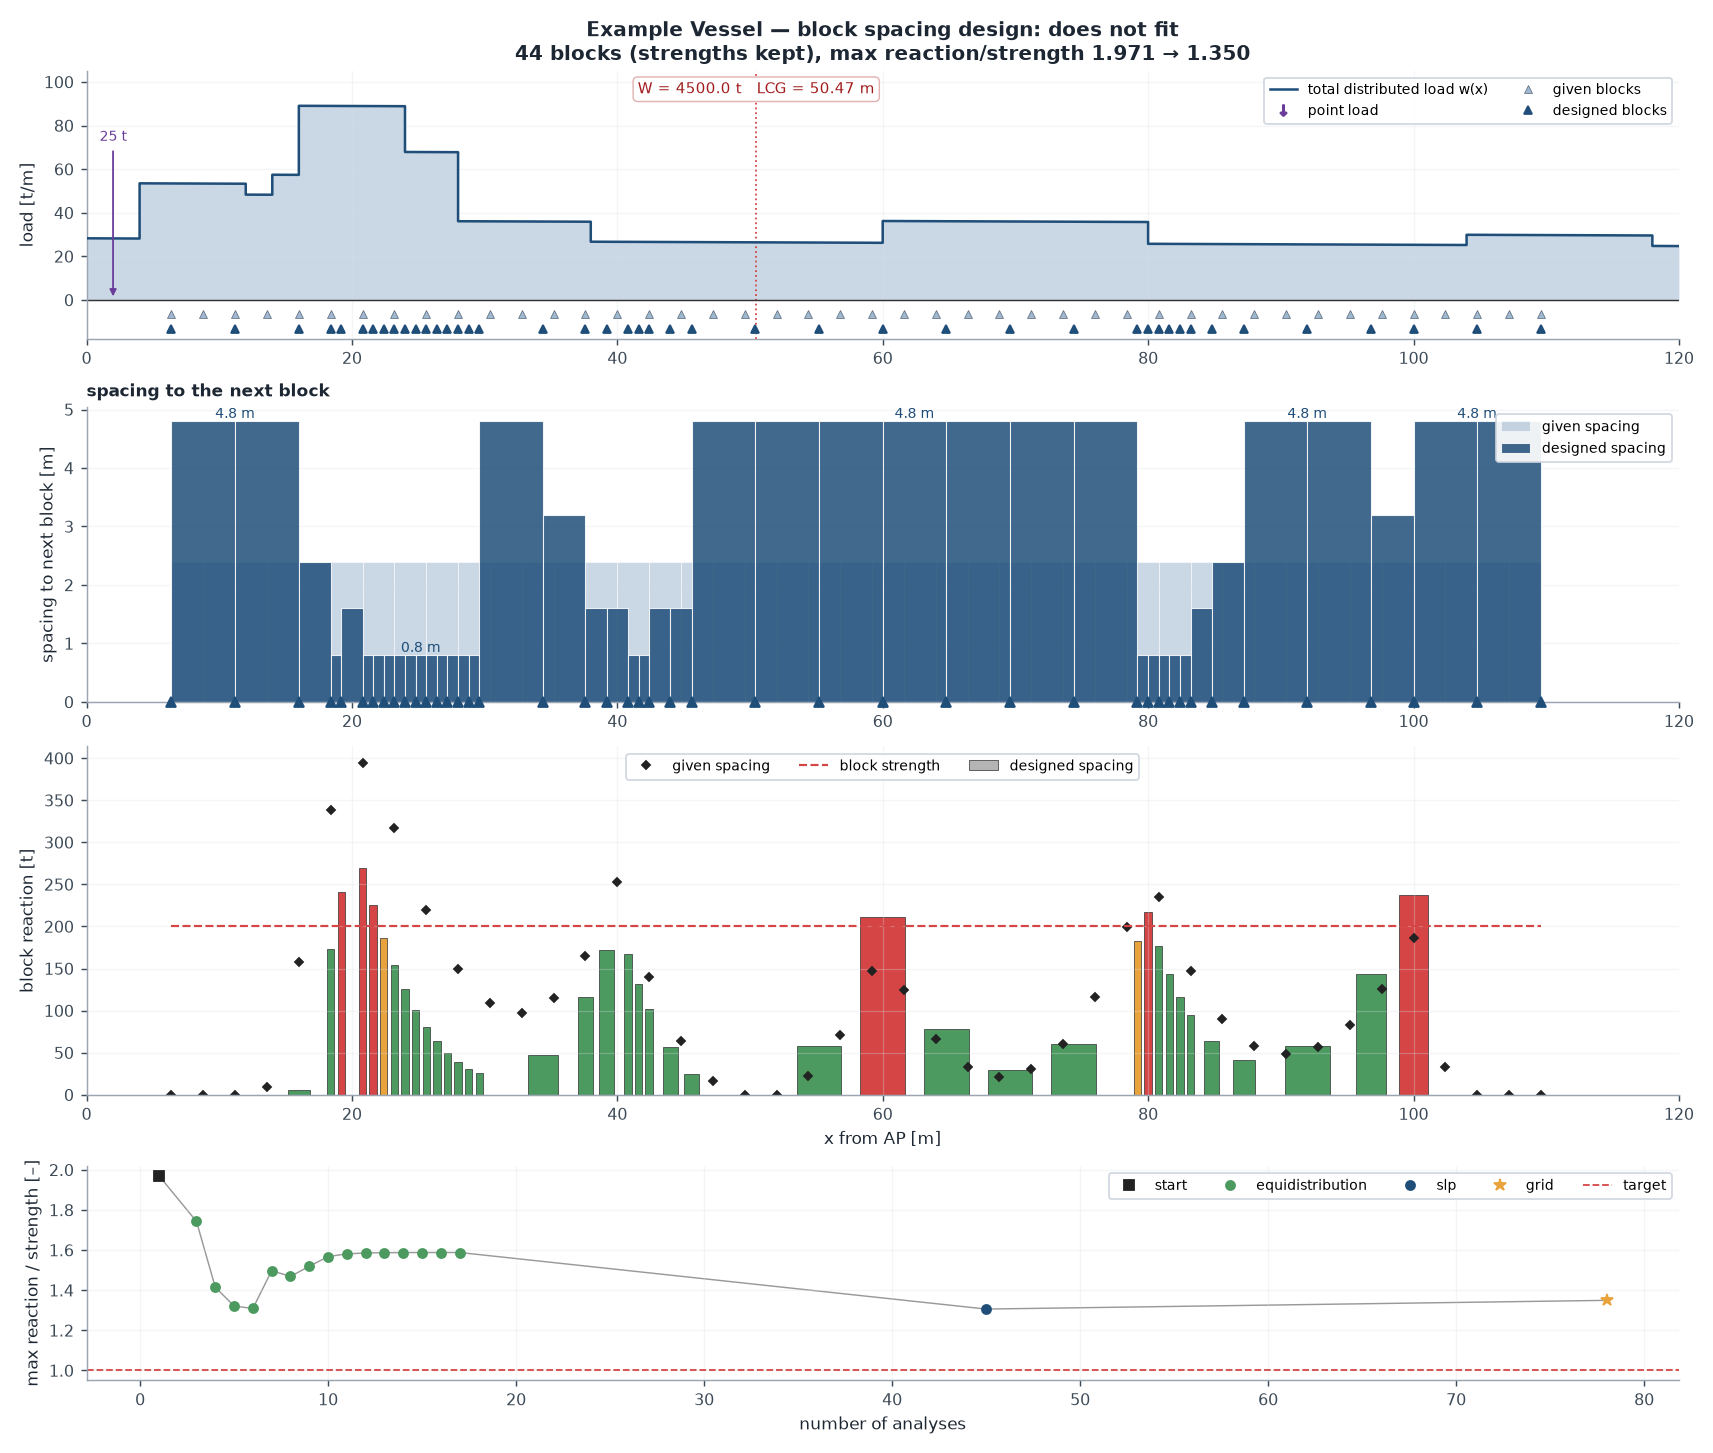 Example Vessel — block spacing design: does not fit
44 blocks (strengths kept), max reaction/strength 1.971 → 1.350
W = 4500.0 t   LCG = 50.47 m
total distributed load w(x)
point load
given blocks
designed blocks
25 t
load [t/m]
100
80
60
40
20
0
0 20 40 60 80 100 120
spacing to the next block
4.8 m 4.8 m 4.8 m 4.8 m
given spacing
designed spacing
0.8 m
spacing to next block [m]
5
4
3
2
1
0
0 20 40 60 80 100 120
given spacing block strength designed spacing
block reaction [t]
400
350
300
250
200
150
100
50
0
0 20 40 60 80 100 120
x from AP [m]
start equidistribution slp grid target
max reaction / strength [–]
2.0
1.8
1.6
1.4
1.2
1.0
0 10 20 30 40 50 60 70 80
number of analyses